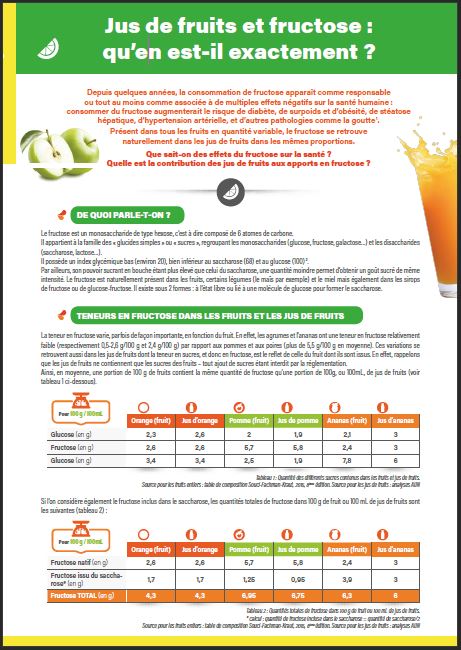 Jus de fruits et fructose :
qu'en est-il exactement ?
Depuis quelques années, la consommation de fructose apparaît comme responsable
ou tout au moins comme associée à de multiples effets négatifs sur la santé humaine :
consommer du fructose augmenterait le risque de diabète, de surpoids et d'obésité, de stéatose
hépatique, d'hypertension artérielle, et d'autres pathologies comme la goutte¹.
Présent dans tous les fruits en quantité variable, le fructose se retrouve
naturellement dans les jus de fruits dans les mêmes proportions.
Que sait-on des effets du fructose sur la santé ?
Quelle est la contribution des jus de fruits aux apports en fructose ?
DE QUOI PARLE-T-ON ?
Le fructose est un monosaccharide de type hexose, c'est à dire composé de 6 atomes de carbone.
Il appartient à la famille des « glucides simples » ou « sucres », regroupant les monosaccharides (glucose, fructose, galactose...) et les disaccharides
(saccharose, lactose...).
Il possède un index glycémique bas (environ 20), bien inférieur au saccharose (68) et au glucose (100)².
Par ailleurs, son pouvoir sucrant en bouche étant plus élevé que celui du saccharose, une quantité moindre permet d'obtenir un goût sucré de même
intensité. Le fructose est naturellement présent dans les fruits, certains légumes (le maïs par exemple) et le miel mais également dans les sirops
de fructose ou de glucose-fructose. Il existe sous 2 formes : à l'état libre ou lié à une molécule de glucose pour former le saccharose.
TENEURS EN FRUCTOSE DANS LES FRUITS ET LES JUS DE FRUITS
La teneur en fructose varie, parfois de façon importante, en fonction du fruit. En effet, les agrumes et l'ananas ont une teneur en fructose relativement
faible (respectivement 0,5-2,6 g/100 g et 2,4 g/100 g) par rapport aux pommes et aux poires (plus de 5,5 g/100 g en moyenne). Ces variations se
retrouvent aussi dans les jus de fruits dont la teneur en sucres, et donc en fructose, est le reflet de celle du fruit dont ils sont issus. En effet, rappelons
que les jus de fruits ne contiennent que les sucres des fruits – tout ajout de sucres étant interdit par la réglementation.
Ainsi, en moyenne, une portion de 100 g de fruits contient la même quantité de fructose qu'une portion de 100g, ou 100mL, de jus de fruits (voir
tableau 1 ci-dessous).
Pour 100 g / 100mL
Orange (fruit) Jus d'orange Pomme (fruit) Jus de pomme Ananas (fruit) Jus d'ananas
Glucose (en g) 2,3 2,6 2 1,9 2,1 3
Fructose (en g) 2,6 2,6 5,7 5,8 2,4 3
Glucose (en g) 3,4 3,4 2,5 1,9 7,8 6
Tableau 1 : Quantité des différents sucres contenus dans les fruits et jus de fruits.
Source pour les fruits entiers : table de composition Souci-Fachman-Kraut, 2015, 8ème édition. Source pour les jus de fruits : analyses AIJN
Si l'on considère également le fructose inclus dans le saccharose, les quantités totales de fructose dans 100 g de fruit ou 100 mL de jus de fruits sont
les suivantes (tableau 2) :
Pour 100 g / 100mL
Orange (fruit) Jus d'orange Pomme (fruit) Jus de pomme Ananas (fruit) Jus d'ananas
Fructose natif (en g) 2,6 2,6 5,7 5,8 2,4 3
Fructose issu du saccha-
rose* (en g) 1,7 1,7 1,25 0,95 3,9 3
Fructose TOTAL (en g) 4,3 4,3 6,95 6,75 6,3 6
Tableau 2 : Quantités totales de fructose dans 100 g de fruit ou 100 mL de jus de fruits.
* calcul : quantité de fructose incluse dans le saccharose = quantité de saccharose/2
Source pour les fruits entiers : table de composition Souci-Fachman-Kraut, 2015, 8ème édition. Source pour les jus de fruits : analyses AIJN